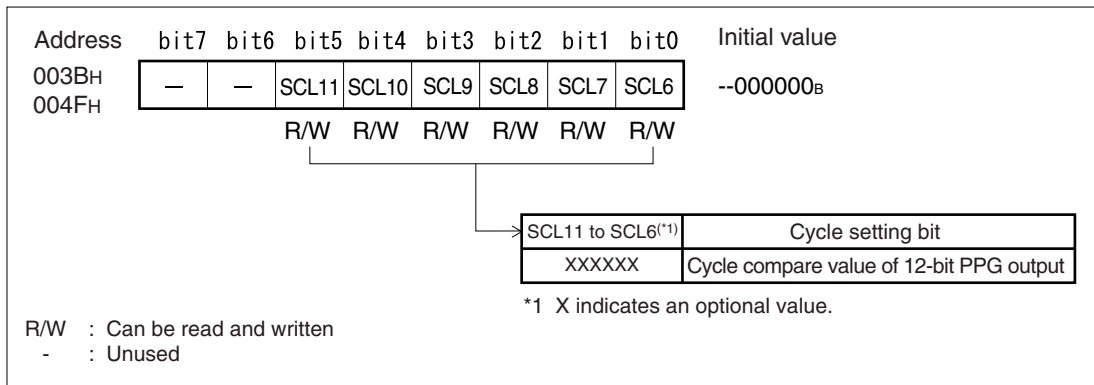 Address bit7 bit6 bit5 bit4 bit3 bit2 bit1 bit0 Initial value
003BH
004FH
— — SCL11 SCL10 SCL9 SCL8 SCL7 SCL6 --000000B
R/W R/W R/W R/W R/W R/W
SCL11 to SCL6(*1) Cycle setting bit
XXXXXX Cycle compare value of 12-bit PPG output
*1 X indicates an optional value.
R/W : Can be read and written
- : Unused